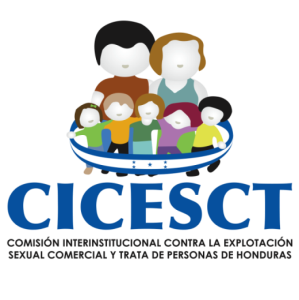 CICESCT
COMISIÓN INTERINSTITUCIONAL CONTRA LA EXPLOTACIÓN
SEXUAL COMERCIAL Y TRATA DE PERSONAS DE HONDURAS